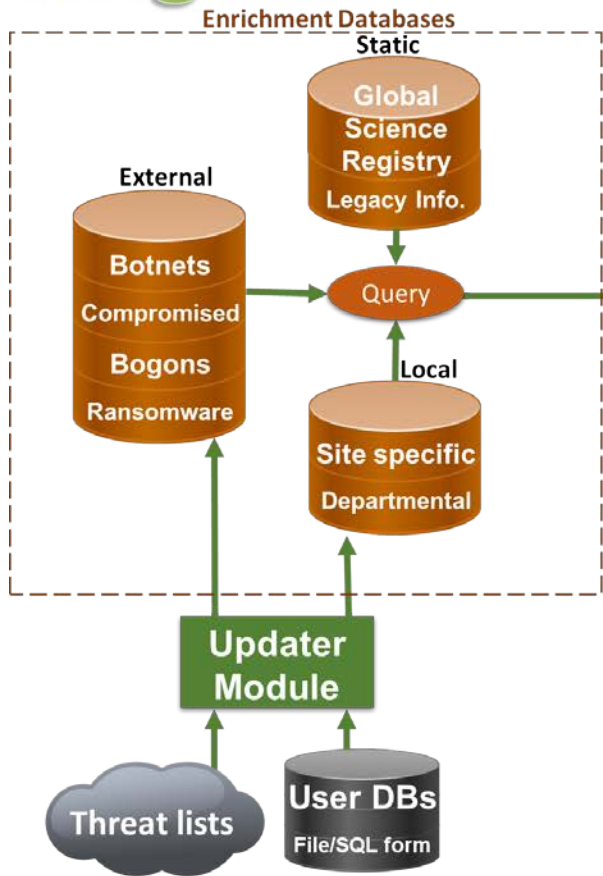 Enrichment Databases
Static
Global
Science
Registry
Legacy Info.
External
Botnets
Compromised
Bogons
Ransomware
Query
Local
Site specific
Departmental
Updater
Module
Threat lists
User DBs
File/SQL form